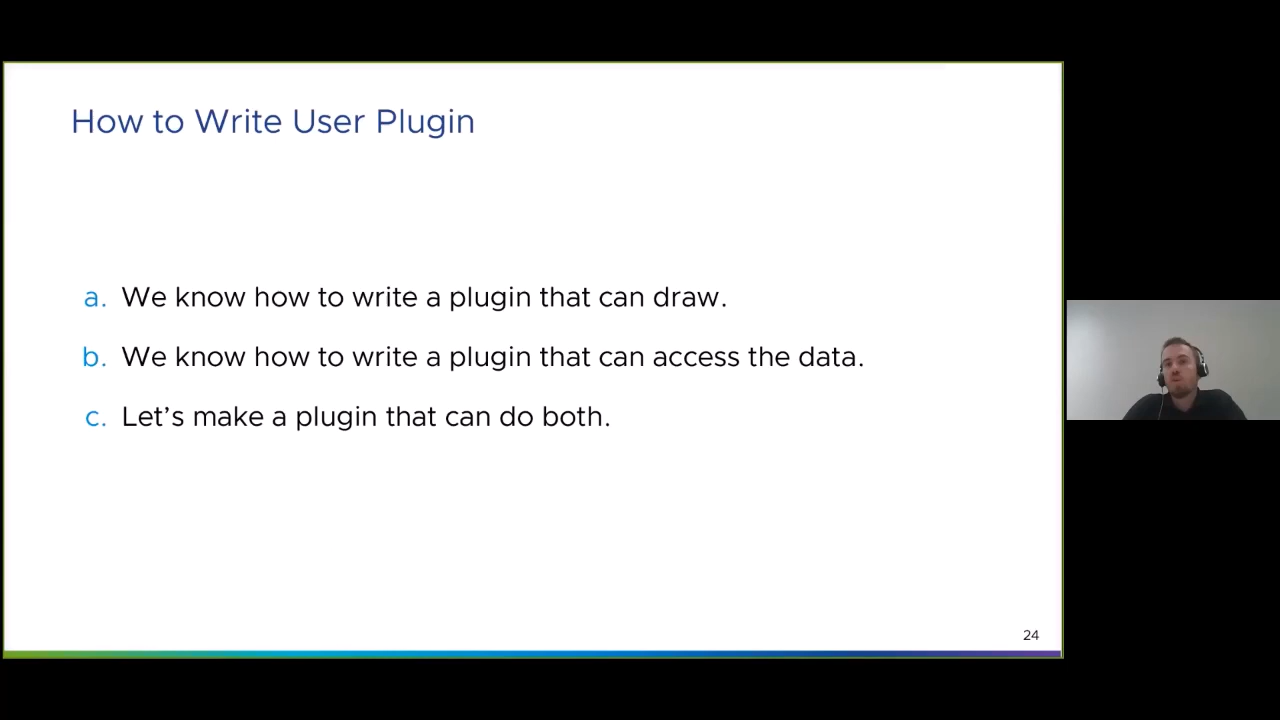 How to Write User Plugin
a. We know how to write a plugin that can draw.
b. We know how to write a plugin that can access the data.
c. Let’s make a plugin that can do both.
24